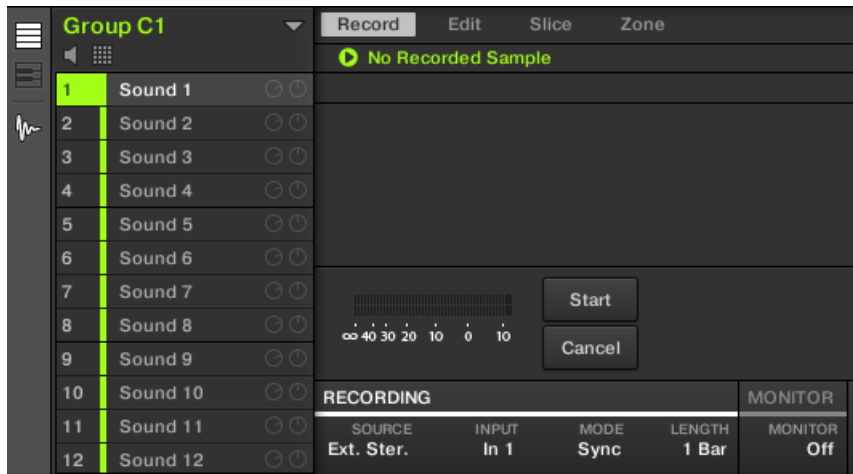 Group C1
Record Edit Slice Zone
No Recorded Sample
1 Sound 1
2 Sound 2
3 Sound 3
4 Sound 4
5 Sound 5
6 Sound 6
7 Sound 7
8 Sound 8
9 Sound 9
10 Sound 10
11 Sound 11
12 Sound 12
Start
∞ 40 30 20 10 0 10
Cancel
RECORDING MONITOR
SOURCE INPUT MODE LENGTH MONITOR
Ext. Ster. In 1 Sync 1 Bar Off